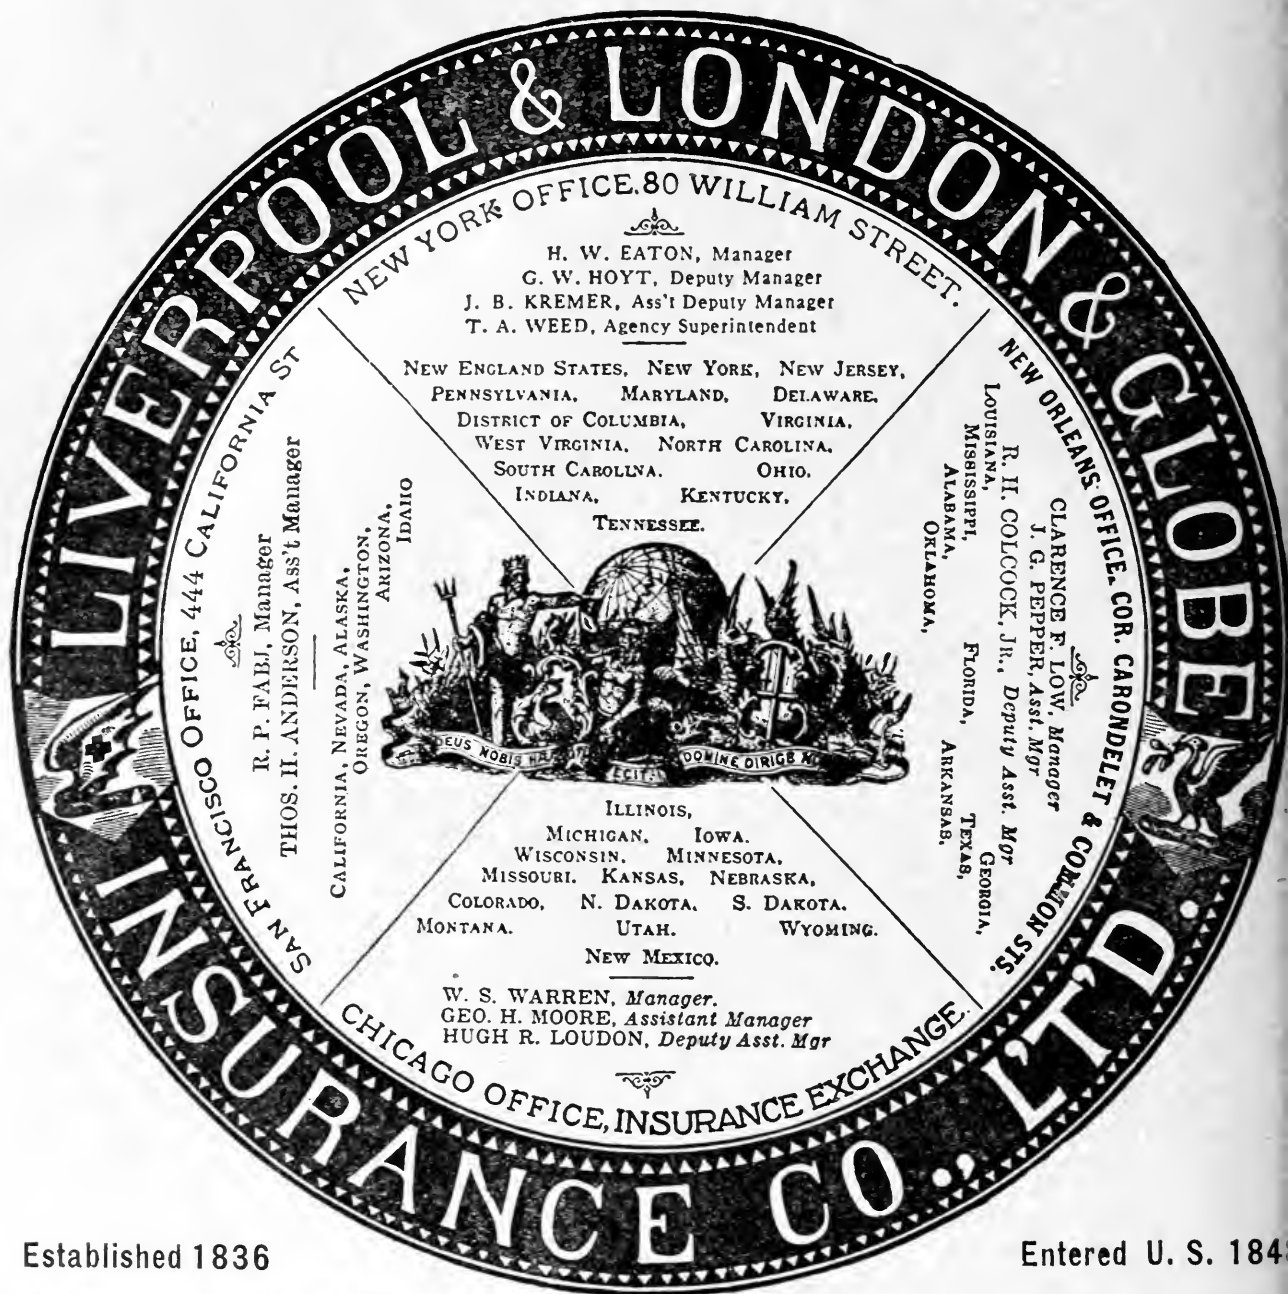 LIVERPOOL & LONDON & GLOBE
INSURANCE CO., L'T'D.
NEW YORK OFFICE. 80 WILLIAM STREET.
H. W. EATON, Manager
G. W. HOYT, Deputy Manager
J. B. KREMER, Ass't Deputy Manager
T. A. WEED, Agency Superintendent
NEW ENGLAND STATES, NEW YORK, NEW JERSEY,
PENNSYLVANIA, MARYLAND, DELAWARE,
DISTRICT OF COLUMBIA, VIRGINIA,
WEST VIRGINIA, NORTH CAROLINA,
SOUTH CAROLINA. OHIO.
INDIANA, KENTUCKY,
TENNESSEE.
SAN FRANCISCO OFFICE, 444 CALIFORNIA ST
R. P. FABJ, Manager
THOS. H. ANDERSON, Ass't Manager
CALIFORNIA, NEVADA, ALASKA,
OREGON, WASHINGTON,
ARIZONA,
IDAHO
NEW ORLEANS OFFICE. COR. CARONDELET & COMMON STS.
CLARENCE F. LOW, Manager
J. G. PEPPER, Asst. Mgr
R. H. COLCOCK, JR., Deputy Asst. Mgr
LOUISIANA, GEORGIA,
MISSISSIPPI, FLORIDA, TEXAS,
ALABAMA, ARKANSAS,
OKLAHOMA,
EUS NOBIS
DOMINE DIRIGE
ILLINOIS,
MICHIGAN, IOWA.
WISCONSIN. MINNESOTA,
MISSOURI. KANSAS, NEBRASKA,
COLORADO, N. DAKOTA. S. DAKOTA.
MONTANA. UTAH. WYOMING.
NEW MEXICO.
W. S. WARREN, Manager.
GEO. H. MOORE, Assistant Manager
HUGH R. LOUDON, Deputy Asst. Mgr
CHICAGO OFFICE, INSURANCE EXCHANGE.
Established 1836
Entered U. S. 184